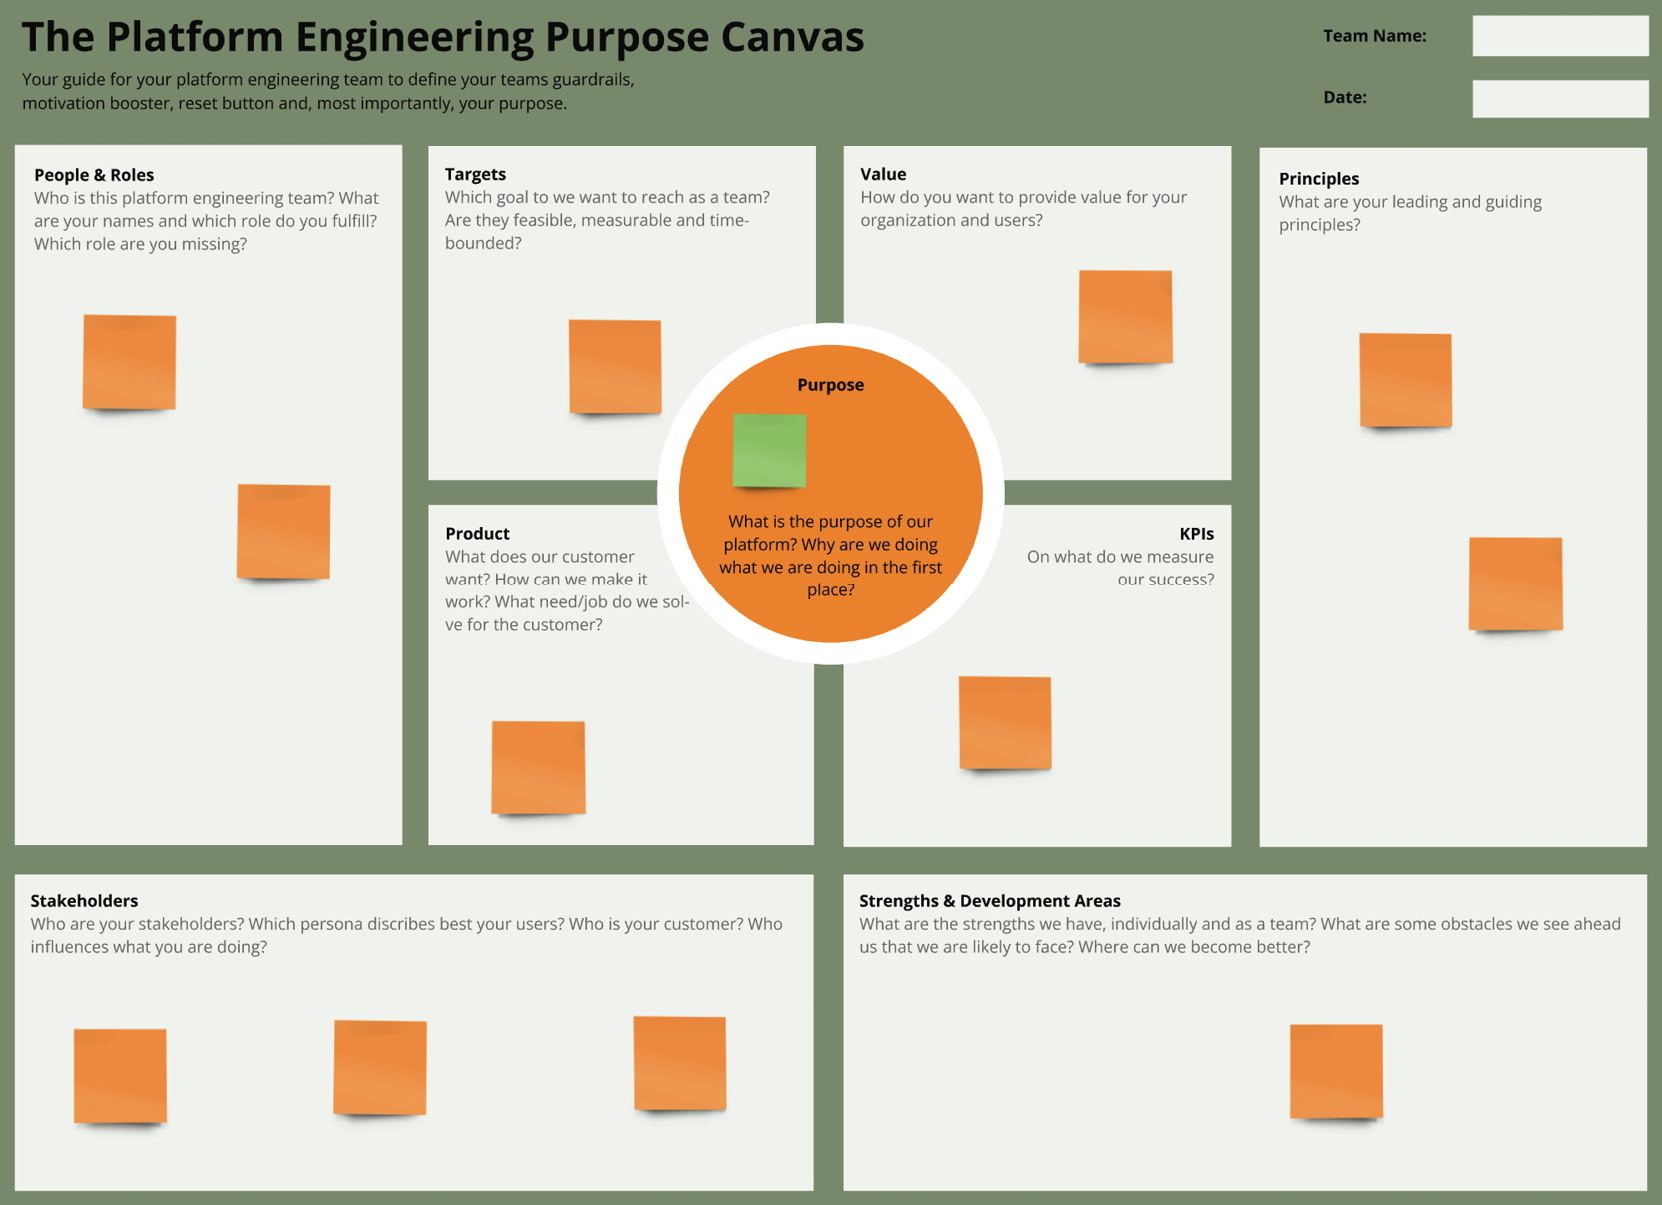 The Platform Engineering Purpose Canvas
Your guide for your platform engineering team to define your teams guardrails,
motivation booster, reset button and, most importantly, your purpose.
Team Name:
Date:
People & Roles
Who is this platform engineering team? What
are your names and which role do you fulfill?
Which role are you missing?
Targets
Which goal to we want to reach as a team?
Are they feasible, measurable and time-
bounded?
Value
How do you want to provide value for your
organization and users?
Principles
What are your leading and guiding
principles?
Purpose
What is the purpose of our
platform? Why are we doing
what we are doing in the first
place?
Product
What does our customer
want? How can we make it
work? What need/job do we sol-
ve for the customer?
KPIs
On what do we measure
our success?
Stakeholders
Who are your stakeholders? Which persona discribes best your users? Who is your customer? Who
influences what you are doing?
Strengths & Development Areas
What are the strengths we have, individually and as a team? What are some obstacles we see ahead
us that we are likely to face? Where can we become better?